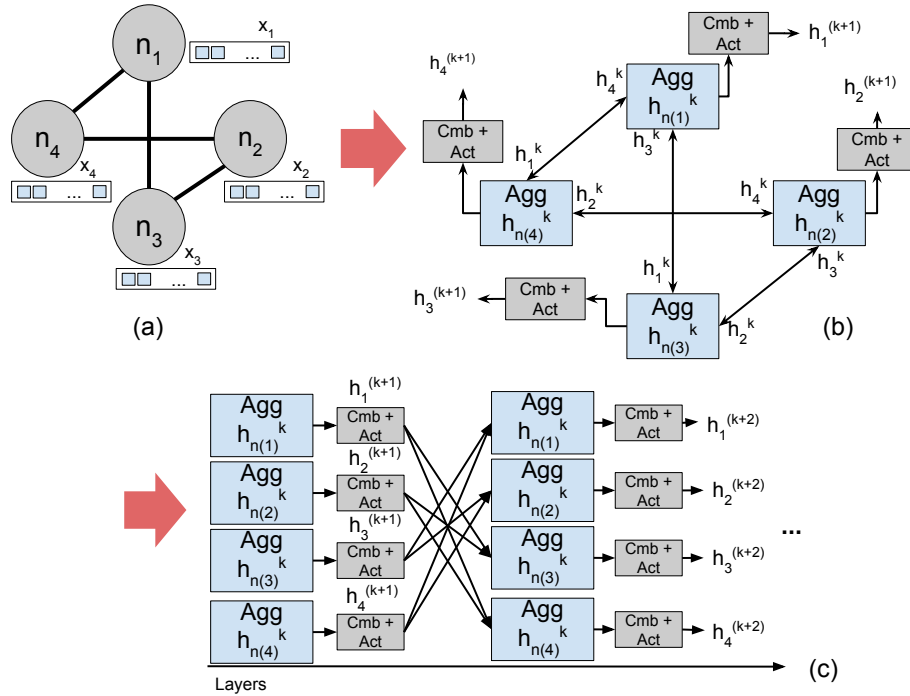 x₁
n₁
...
n₄
n₂
x₄
...
x₂
...
n₃
x₃
...
(a)
Cmb +
Act
h₁⁽ᵏ⁺¹⁾
h₄⁽ᵏ⁺¹⁾
h₄ᵏ
Agg
hₙ₍₁₎ᵏ
h₂⁽ᵏ⁺¹⁾
Cmb +
Act
h₁ᵏ
h₃ᵏ
Cmb +
Act
Agg
hₙ₍₄₎ᵏ
h₂ᵏ
h₄ᵏ
Agg
hₙ₍₂₎ᵏ
h₃ᵏ
h₁ᵏ
h₃⁽ᵏ⁺¹⁾
Cmb +
Act
Agg
hₙ₍₃₎ᵏ
h₂ᵏ
(b)
Agg
hₙ₍₁₎ᵏ
h₁⁽ᵏ⁺¹⁾
Cmb +
Act
Agg
hₙ₍₁₎ᵏ
Cmb +
Act
h₁⁽ᵏ⁺²⁾
Agg
hₙ₍₂₎ᵏ
h₂⁽ᵏ⁺¹⁾
Cmb +
Act
Agg
hₙ₍₂₎ᵏ
Cmb +
Act
h₂⁽ᵏ⁺²⁾
...
Agg
hₙ₍₃₎ᵏ
h₃⁽ᵏ⁺¹⁾
Cmb +
Act
Agg
hₙ₍₃₎ᵏ
Cmb +
Act
h₃⁽ᵏ⁺²⁾
Agg
hₙ₍₄₎ᵏ
h₄⁽ᵏ⁺¹⁾
Cmb +
Act
Agg
hₙ₍₄₎ᵏ
Cmb +
Act
h₄⁽ᵏ⁺²⁾
Layers
(c)